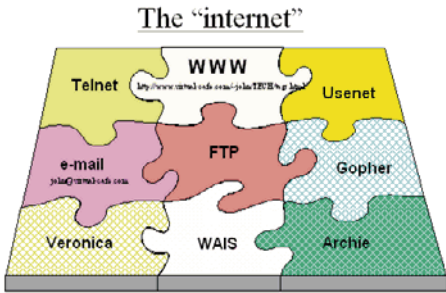 The “internet”
Telnet
WWW
Usenet
e-mail
FTP
Gopher
Veronica
WAIS
Archie